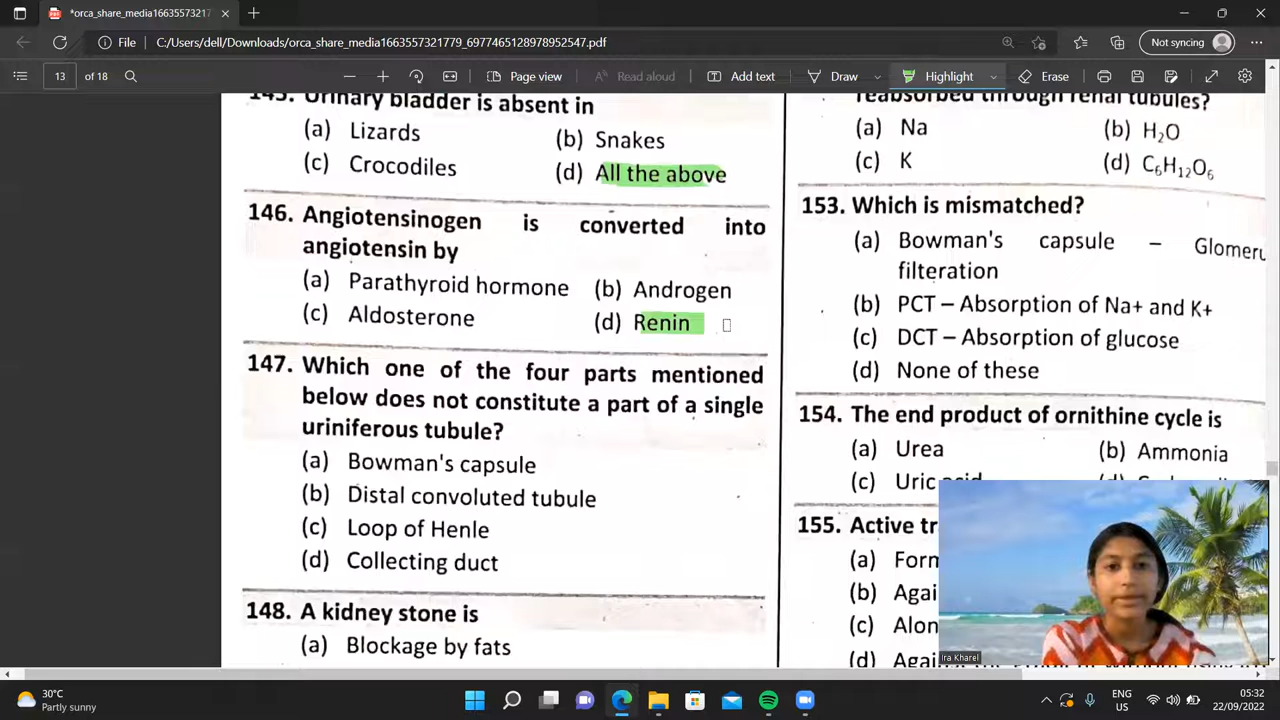 *orca_share_media16635573217
File
C:/Users/dell/Downloads/orca_share_media1663557321779_6977465128978952547.pdf
Not syncing
13 of 18
Page view
Read aloud
Add text
Draw
Highlight
Erase
145. Urinary bladder is absent in
(a) Lizards
(b) Snakes
(c) Crocodiles
(d) All the above
146. Angiotensinogen is converted into
angiotensin by
(a) Parathyroid hormone
(b) Androgen
(c) Aldosterone
(d) Renin
147. Which one of the four parts mentioned
below does not constitute a part of a single
uriniferous tubule?
(a) Bowman's capsule
(b) Distal convoluted tubule
(c) Loop of Henle
(d) Collecting duct
148. A kidney stone is
(a) Blockage by fats
reabsorbed through renal tubules?
(a) Na
(b) H₂O
(c) K
(d) C₆H₁₂O₆
153. Which is mismatched?
(a) Bowman's capsule – Glomeru
filteration
(b) PCT – Absorption of Na+ and K+
(c) DCT – Absorption of glucose
(d) None of these
154. The end product of ornithine cycle is
(a) Urea
(b) Ammonia
(c) Uric acid
155. Active tr
(a) Form
(b) Agai
(c) Alon
(d) Again
Ira Kharel
30°C
Partly sunny
ENG
US
05:32
22/09/2022